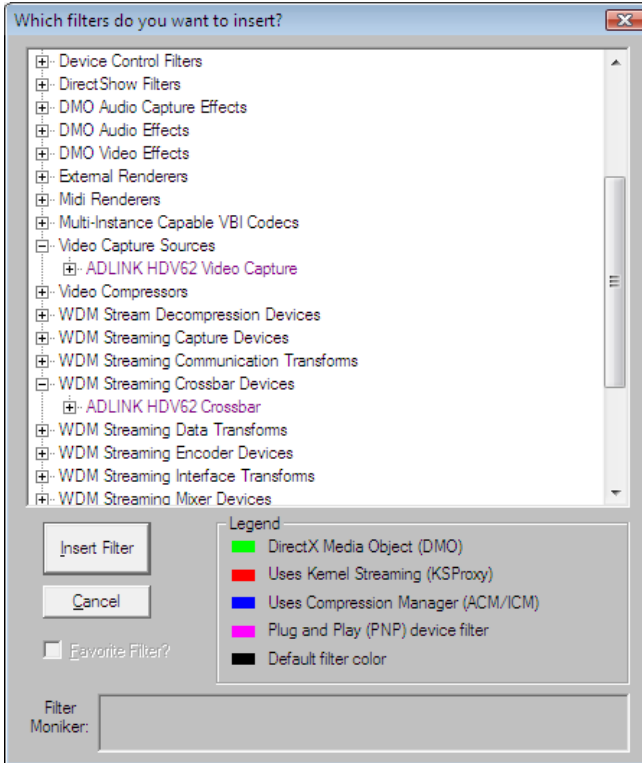 Which filters do you want to insert?
Device Control Filters
DirectShow Filters
DMO Audio Capture Effects
DMO Audio Effects
DMO Video Effects
External Renderers
Midi Renderers
Multi-Instance Capable VBI Codecs
Video Capture Sources
ADLINK HDV62 Video Capture
Video Compressors
WDM Stream Decompression Devices
WDM Streaming Capture Devices
WDM Streaming Communication Transforms
WDM Streaming Crossbar Devices
ADLINK HDV62 Crossbar
WDM Streaming Data Transforms
WDM Streaming Encoder Devices
WDM Streaming Interface Transforms
WDM Streaming Mixer Devices
Insert Filter
Cancel
Favorite Filter?
Legend
DirectX Media Object (DMO)
Uses Kernel Streaming (KSProxy)
Uses Compression Manager (ACM/ICM)
Plug and Play (PNP) device filter
Default filter color
Filter
Moniker: